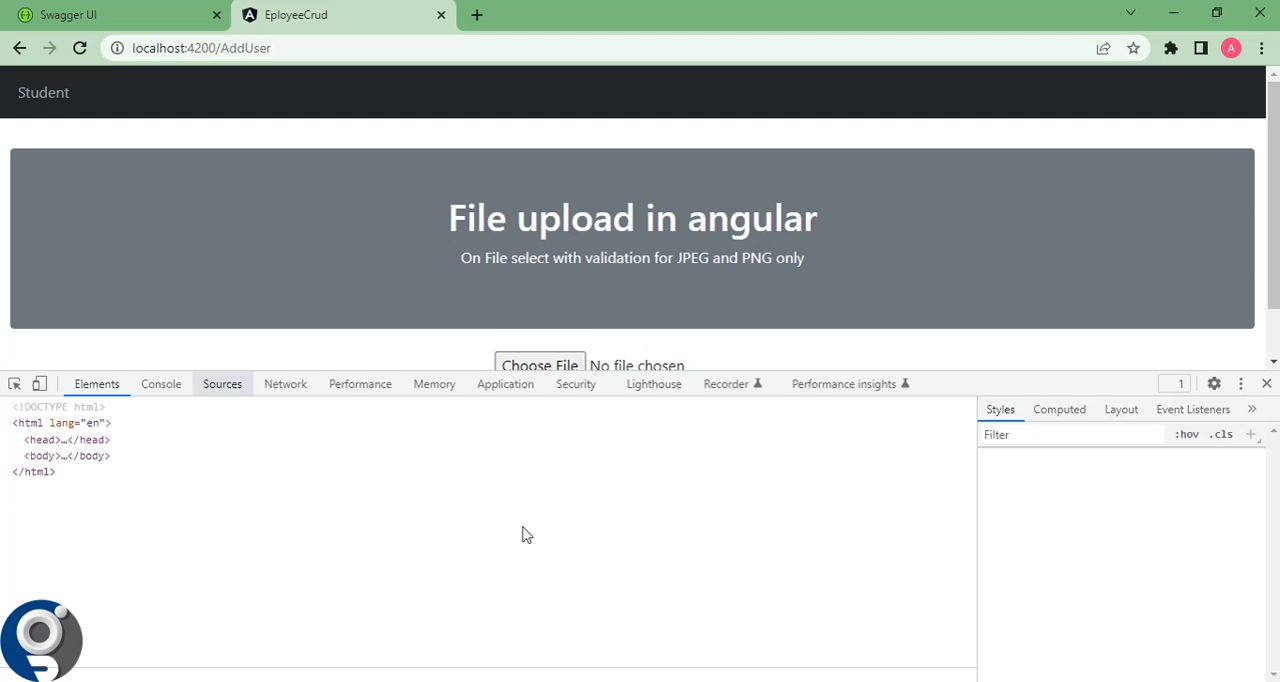 Swagger UI
EployeeCrud
localhost:4200/AddUser
A
Student
File upload in angular
On File select with validation for JPEG and PNG only
Choose File No file chosen
Elements Console Sources Network Performance Memory Application Security Lighthouse Recorder Performance insights 1
<!DOCTYPE html>
<html lang="en">
<head>…</head>
<body>…</body>
</html>
Styles Computed Layout Event Listeners »
Filter :hov .cls +